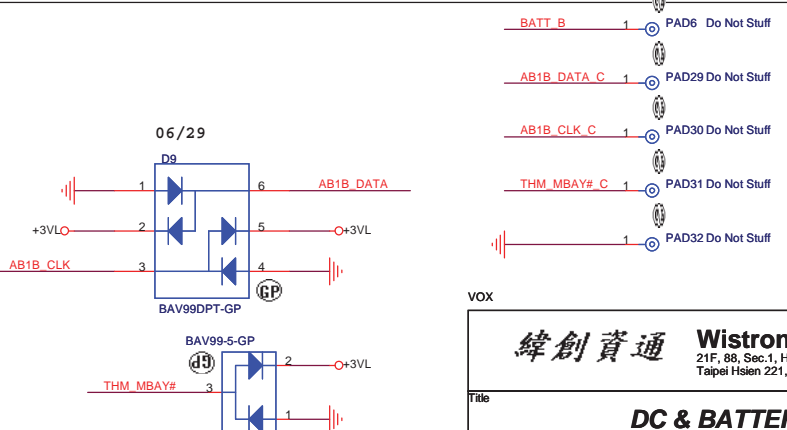 BATT_B 1 PAD6 Do Not Stuff
AB1B_DATA_C 1 PAD29 Do Not Stuff
AB1B_CLK_C 1 PAD30 Do Not Stuff
THM_MBAY#_C 1 PAD31 Do Not Stuff
1 PAD32 Do Not Stuff
06/29
D9
1 6 AB1B_DATA
+3VL 2 5 +3VL
AB1B_CLK 3 4
GP
BAV99DPT-GP
BAV99-5-GP
GP
2 +3VL
THM_MBAY# 3
1
VOX
緯創資通
Wistron
21F, 88, Sec.1, H
Taipei Hsien 221,
Title
DC & BATTE